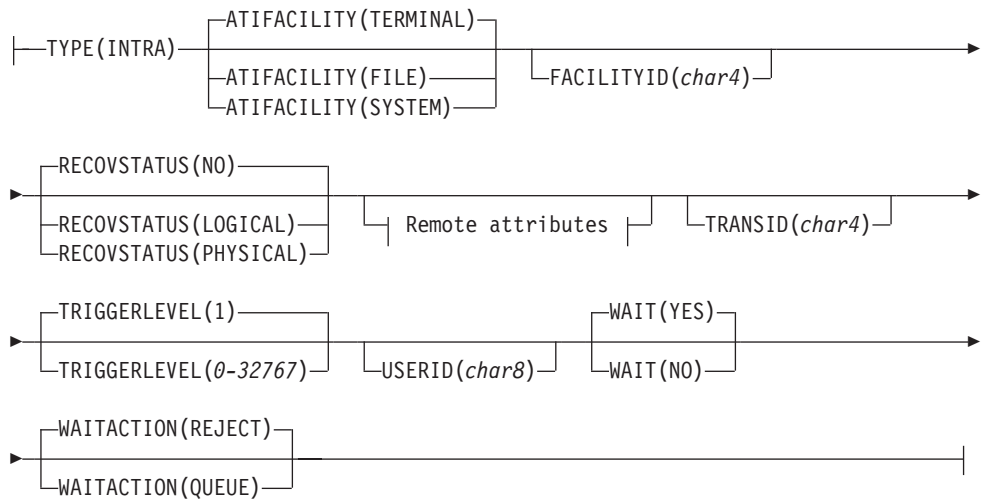 ATIFACILITY(TERMINAL)
TYPE(INTRA)
ATIFACILITY(FILE)
FACILITYID(char4)
ATIFACILITY(SYSTEM)
RECOVSTATUS(NO)
RECOVSTATUS(LOGICAL)
Remote attributes
TRANSID(char4)
RECOVSTATUS(PHYSICAL)
TRIGGERLEVEL(1)
WAIT(YES)
TRIGGERLEVEL(0-32767)
USERID(char8)
WAIT(NO)
WAITACTION(REJECT)
WAITACTION(QUEUE)